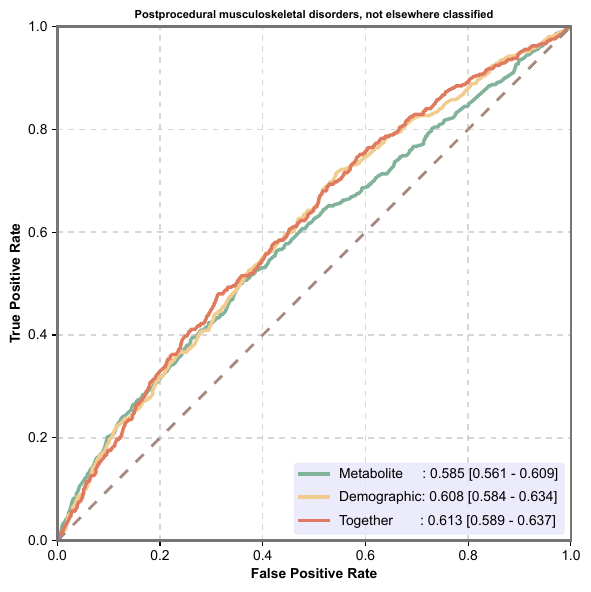 Postprocedural musculoskeletal disorders, not elsewhere classified
1.0
0.8
0.6
0.4
0.2
0.0
True Positive Rate
Metabolite : 0.585 [0.561 - 0.609]
Demographic: 0.608 [0.584 - 0.634]
Together : 0.613 [0.589 - 0.637]
0.0 0.2 0.4 0.6 0.8 1.0
False Positive Rate